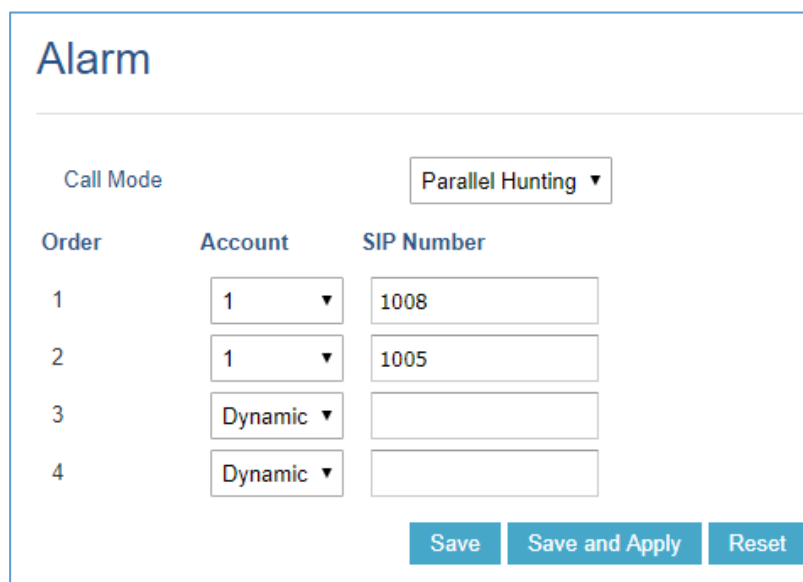 Alarm
Call Mode Parallel Hunting
Order Account SIP Number
1 1 1008
2 1 1005
3 Dynamic
4 Dynamic
Save Save and Apply Reset